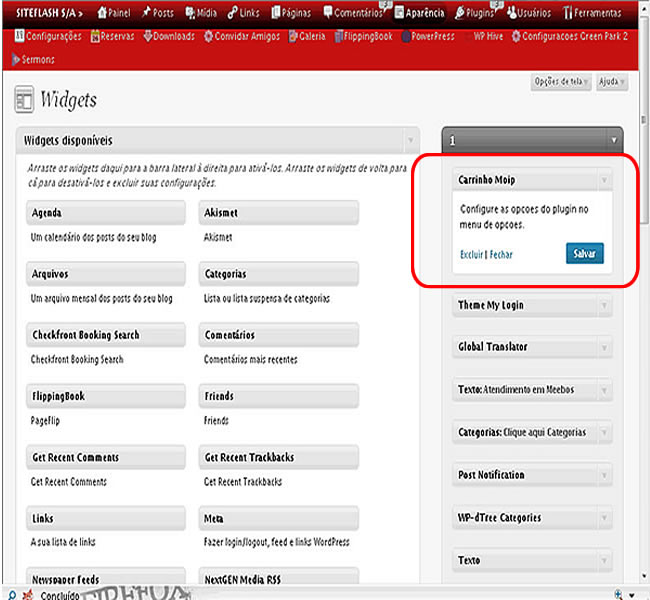 SITEFLASH S/A > Painel Posts Mídia Links Páginas Comentários Aparência Plugins Usuários Ferramentas
Configurações Reservas Downloads Convidar Amigos Galeria FlippingBook PowerPress WP Hive Configuracoes Green Park 2
Sermons
Opções de tela Ajuda
Widgets
Widgets disponíveis
Arraste os widgets daqui para a barra lateral à direita para ativá-los. Arraste os widgets de volta para
cá para desativá-los e excluir suas configurações.
Agenda Akismet
Um calendário dos posts do seu blog Akismet
Arquivos Categorias
Um arquivo mensal dos posts do seu blog Lista ou lista suspensa de categorias
Checkfront Booking Search Comentários
Checkfront Booking Search Comentários mais recentes
FlippingBook Friends
Pageflip Friends
Get Recent Comments Get Recent Trackbacks
Get Recent Comments Get Recent Trackbacks
Links Meta
A sua lista de links Fazer login/logout, feed e links WordPress
Newspaper Feeds NextGEN Media RSS
1
Carrinho Moip
Configure as opcoes do plugin no
menu de opcoes.
Excluir | Fechar Salvar
Theme My Login
Global Translator
Texto: Atendimento em Meebos
Categorias: Clique aqui Categorias
Post Notification
WP-dTree Categories
Texto
Concluído FIREFOX